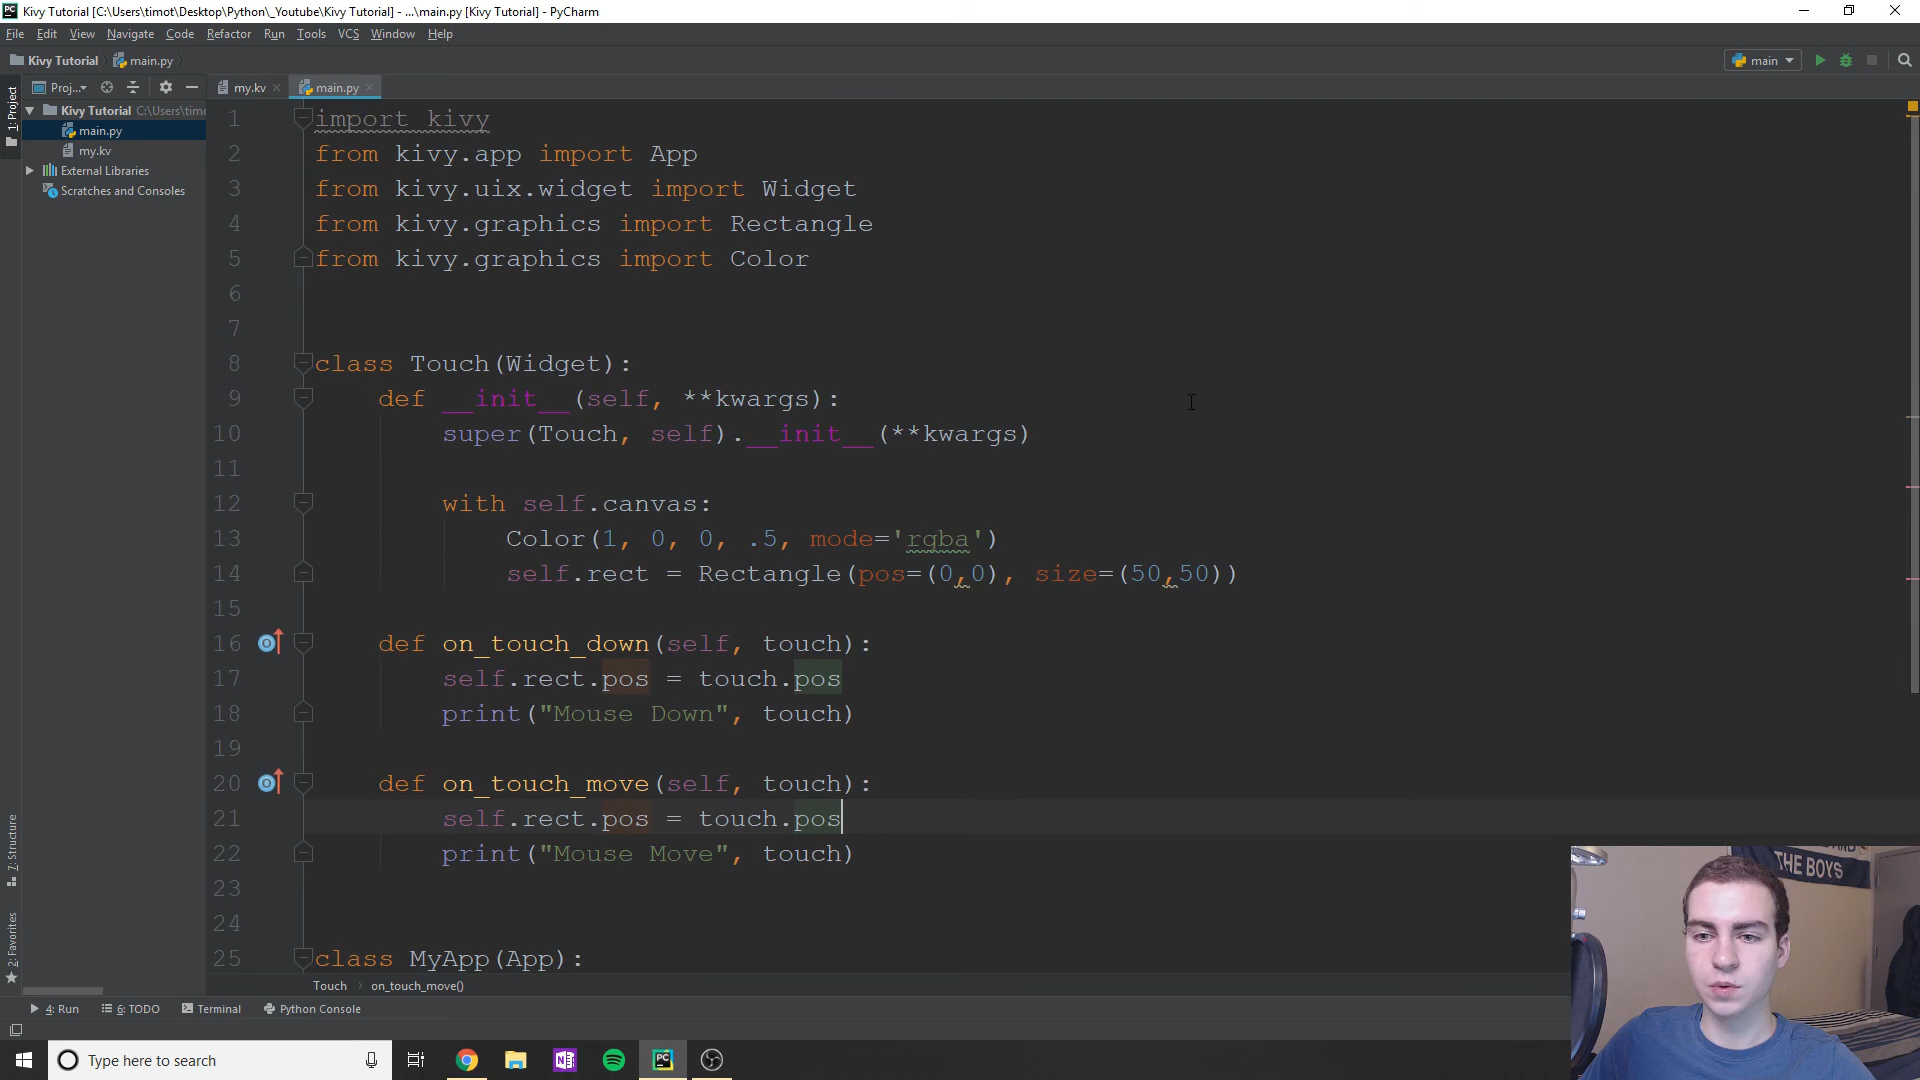 Kivy Tutorial [C:\Users\timot\Desktop\Python\_Youtube\Kivy Tutorial] - ...\main.py [Kivy Tutorial] - PyCharm
File Edit View Navigate Code Refactor Run Tools VCS Window Help
Kivy Tutorial main.py
main
Proj...
my.kv
main.py
1: Project
Kivy Tutorial C:\Users\timo
main.py
my.kv
External Libraries
Scratches and Consoles
1 import kivy
2 from kivy.app import App
3 from kivy.uix.widget import Widget
4 from kivy.graphics import Rectangle
5 from kivy.graphics import Color
6
7
8 class Touch(Widget):
9 def __init__(self, **kwargs):
10 super(Touch, self).__init__(**kwargs)
11
12 with self.canvas:
13 Color(1, 0, 0, .5, mode='rgba')
14 self.rect = Rectangle(pos=(0,0), size=(50,50))
15
16 def on_touch_down(self, touch):
17 self.rect.pos = touch.pos
18 print("Mouse Down", touch)
19
20 def on_touch_move(self, touch):
21 self.rect.pos = touch.pos
22 print("Mouse Move", touch)
23
24
25 class MyApp(App):
7: Structure
2: Favorites
Touch on_touch_move()
4: Run 6: TODO Terminal Python Console
THE BOYS
Type here to search